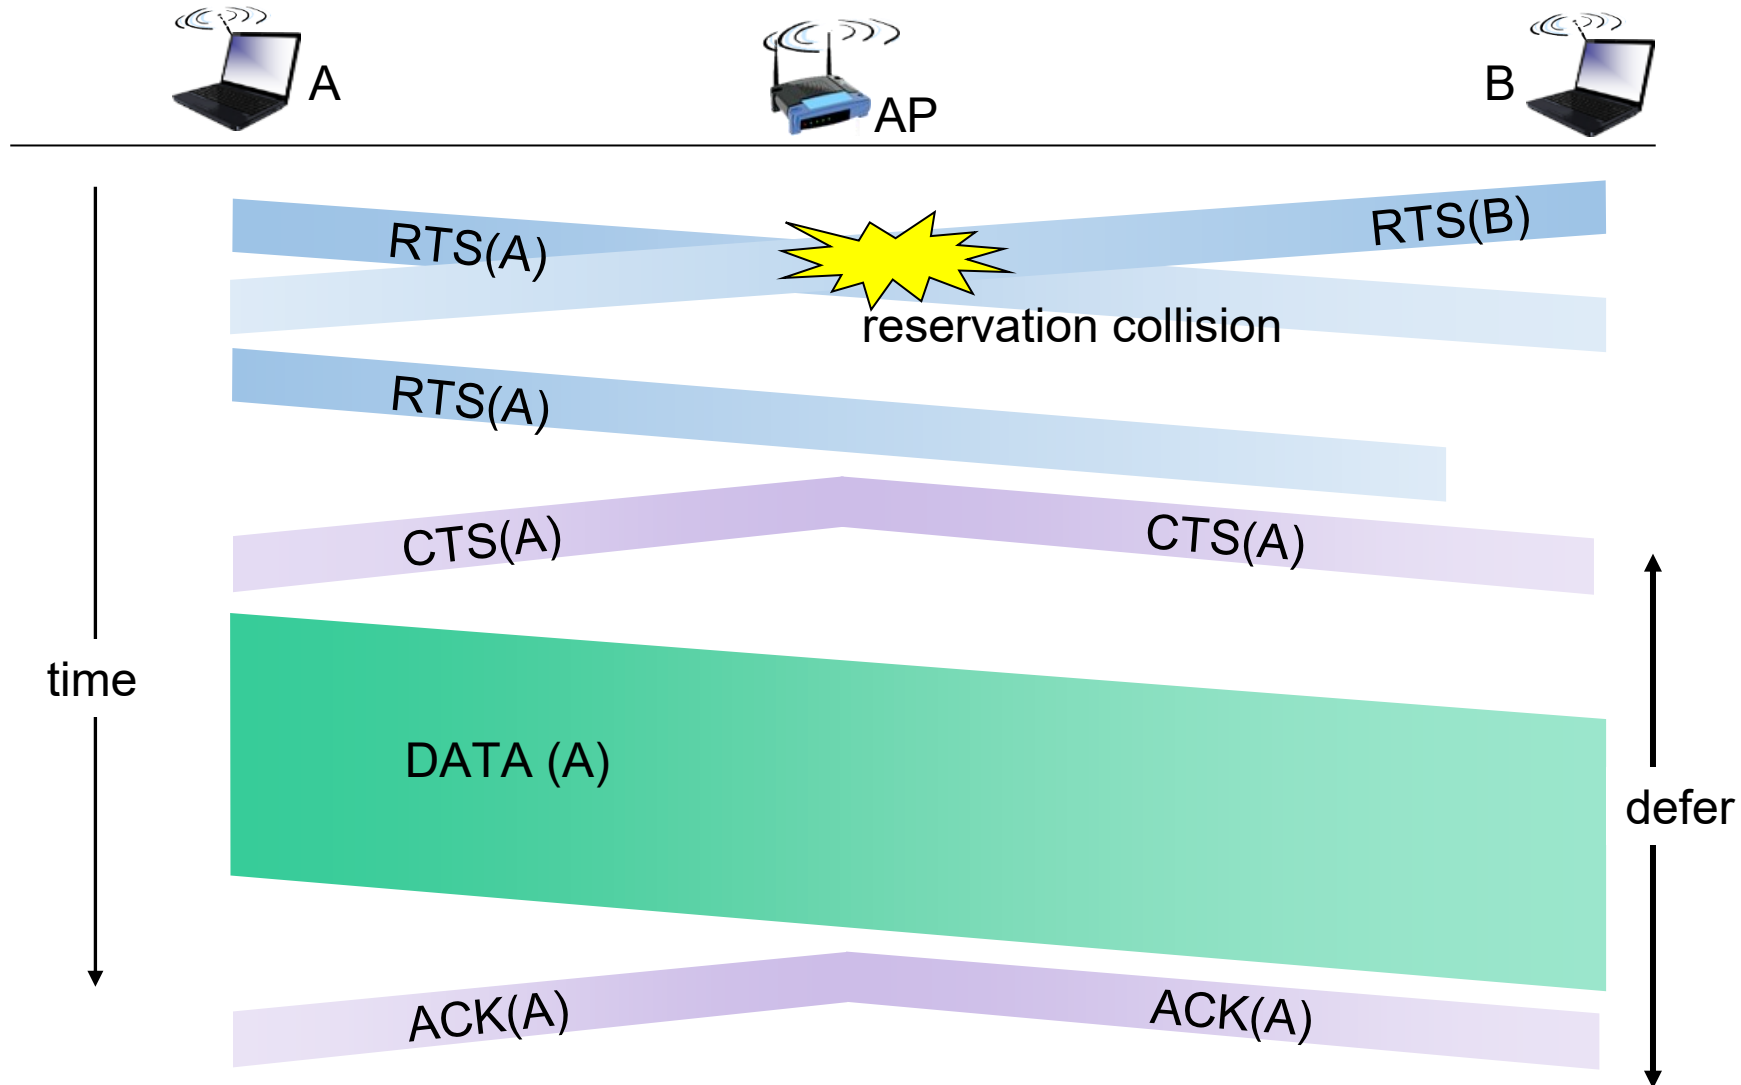 A
AP
B
RTS(A)
RTS(B)
reservation collision
RTS(A)
CTS(A)
CTS(A)
time
DATA (A)
defer
ACK(A)
ACK(A)